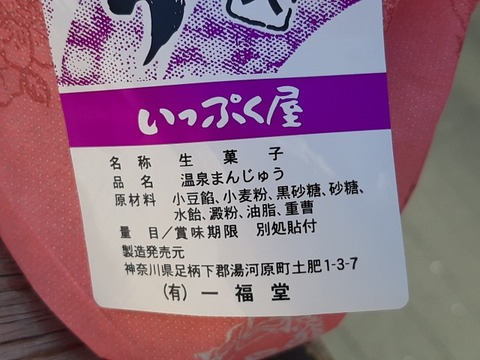 いっぷく屋
名称 生菓子
品名 温泉まんじゅう
原材料 小豆餡、小麦粉、黒砂糖、砂糖、
水飴、澱粉、油脂、重曹
量目/賞味期限 別処貼付
製造発売元
神奈川県足柄下郡湯河原町土肥1-3-7
(有)一福堂